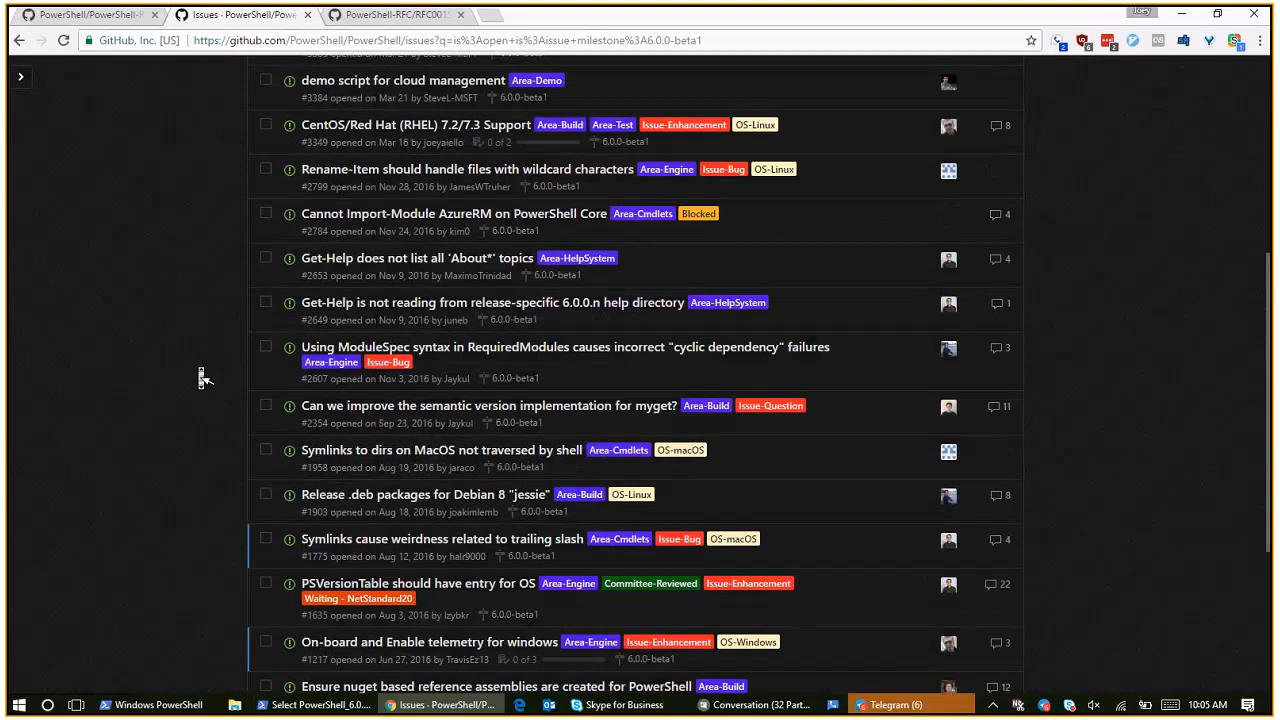 PowerShell/PowerShell-R
Issues · PowerShell/Powe
PowerShell-RFC/RFC001
Joey
GitHub, Inc. [US]
https://github.com/PowerShell/PowerShell/issues?q=is%3Aopen+is%3Aissue+milestone%3A6.0.0-beta1
demo script for cloud management Area-Demo
#3384 opened on Mar 21 by SteveL-MSFT 6.0.0-beta1
CentOS/Red Hat (RHEL) 7.2/7.3 Support Area-Build Area-Test Issue-Enhancement OS-Linux 8
#3349 opened on Mar 16 by joeyaiello 0 of 2 6.0.0-beta1
Rename-Item should handle files with wildcard characters Area-Engine Issue-Bug OS-Linux
#2799 opened on Nov 28, 2016 by JamesWTruher 6.0.0-beta1
Cannot Import-Module AzureRM on PowerShell Core Area-Cmdlets Blocked 4
#2784 opened on Nov 24, 2016 by kim0 6.0.0-beta1
Get-Help does not list all 'About*' topics Area-HelpSystem 4
#2653 opened on Nov 9, 2016 by MaximoTrinidad 6.0.0-beta1
Get-Help is not reading from release-specific 6.0.0.n help directory Area-HelpSystem 1
#2649 opened on Nov 9, 2016 by juneb 6.0.0-beta1
Using ModuleSpec syntax in RequiredModules causes incorrect "cyclic dependency" failures 3
Area-Engine Issue-Bug
#2607 opened on Nov 3, 2016 by Jaykul 6.0.0-beta1
Can we improve the semantic version implementation for myget? Area-Build Issue-Question 11
#2354 opened on Sep 23, 2016 by Jaykul 6.0.0-beta1
Symlinks to dirs on MacOS not traversed by shell Area-Cmdlets OS-macOS
#1958 opened on Aug 19, 2016 by jaraco 6.0.0-beta1
Release .deb packages for Debian 8 "jessie" Area-Build OS-Linux 8
#1903 opened on Aug 18, 2016 by joakimlemb 6.0.0-beta1
Symlinks cause weirdness related to trailing slash Area-Cmdlets Issue-Bug OS-macOS 4
#1775 opened on Aug 12, 2016 by halr9000 6.0.0-beta1
PSVersionTable should have entry for OS Area-Engine Committee-Reviewed Issue-Enhancement 22
Waiting - NetStandard20
#1635 opened on Aug 3, 2016 by lzybkr 6.0.0-beta1
On-board and Enable telemetry for windows Area-Engine Issue-Enhancement OS-Windows 3
#1217 opened on Jun 27, 2016 by TravisEz13 0 of 3 6.0.0-beta1
Ensure nuget based reference assemblies are created for PowerShell Area-Build 12
Windows PowerShell
Select PowerShell_6.0....
Issues - PowerShell/P...
Skype for Business
Conversation (32 Part...
Telegram (6)
10:05 AM